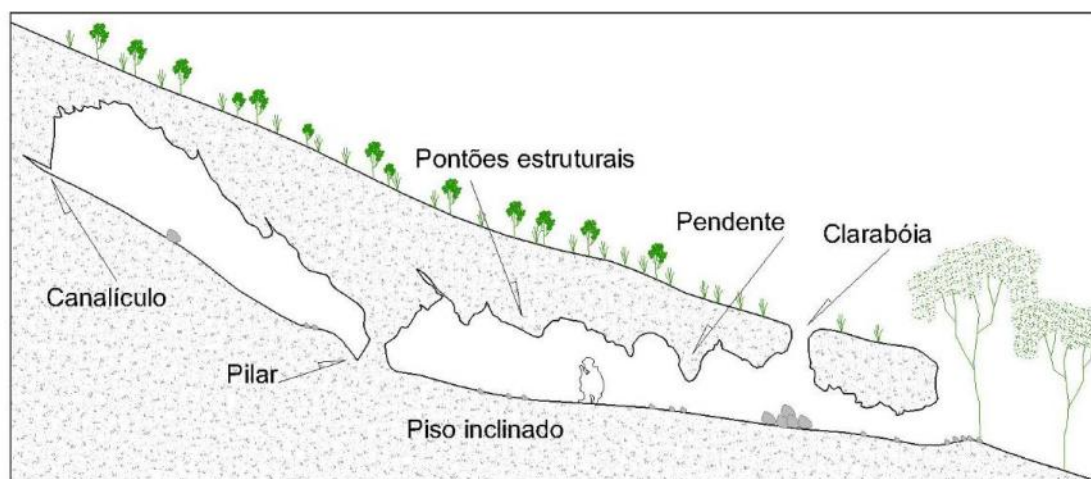 Pontões estruturais
Pendente
Clarabóia
Canalículo
Pilar
Piso inclinado